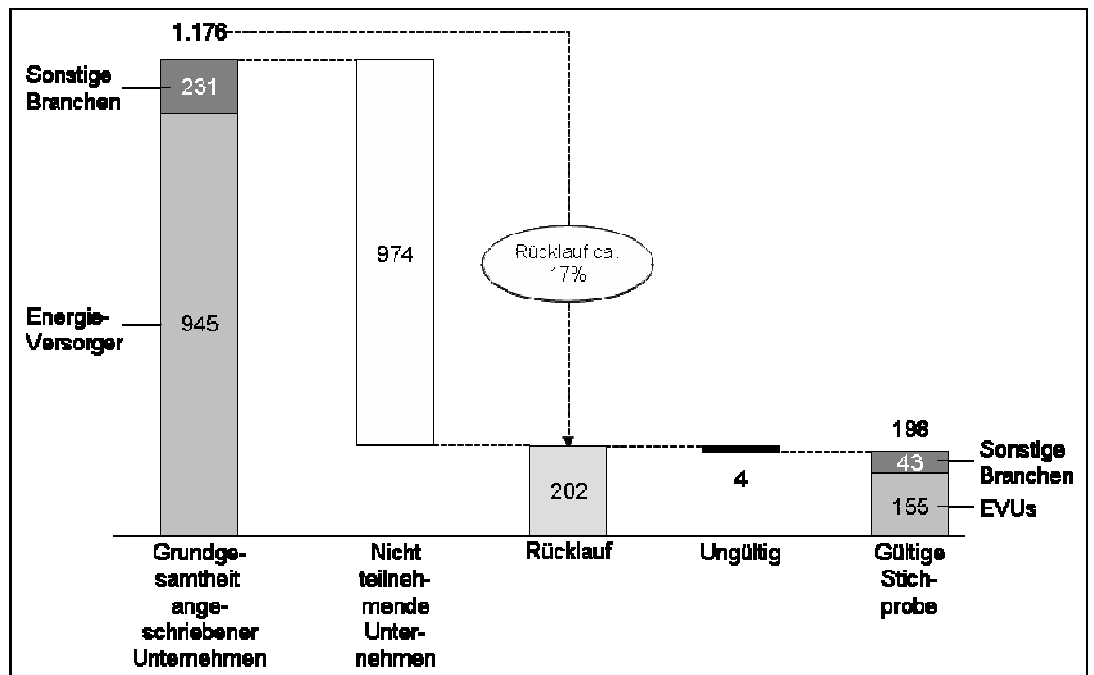 1.176
Sonstige
Branchen
231
974
Rücklauf ca.
17%
Energie-
Versorger
945
202
4
198
43
Sonstige
Branchen
155
EVUs
Grundge-
samtheit
ange-
schriebener
Unternehmen
Nicht
teilneh-
mende
Unter-
nehmen
Rücklauf
Ungültig
Gültige
Stich-
probe